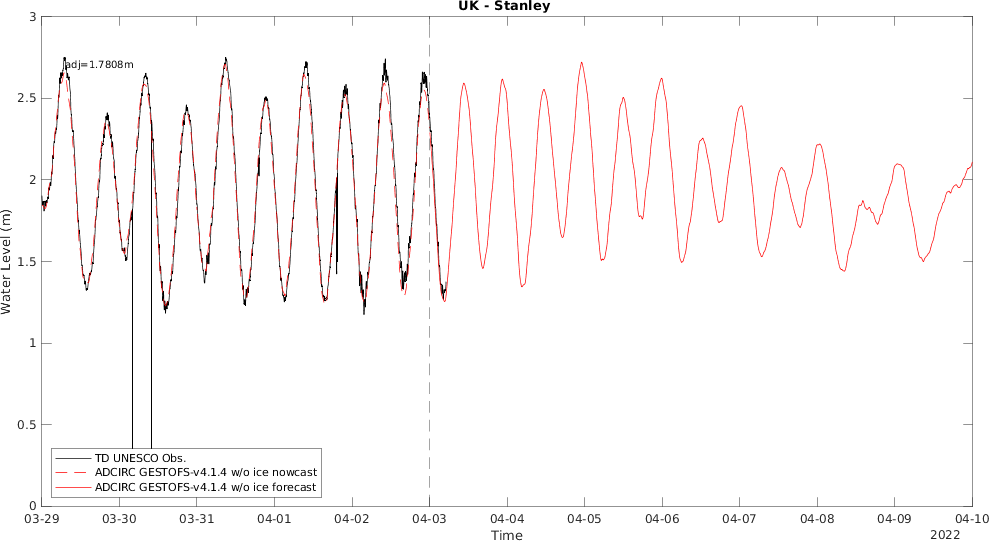 UK - Stanley
adj=1.7808m
3
2.5
2
1.5
1
0.5
0
Water Level (m)
TD UNESCO Obs.
ADCIRC GESTOFS-v4.1.4 w/o ice nowcast
ADCIRC GESTOFS-v4.1.4 w/o ice forecast
03-29 03-30 03-31 04-01 04-02 04-03 04-04 04-05 04-06 04-07 04-08 04-09 04-10
Time
2022